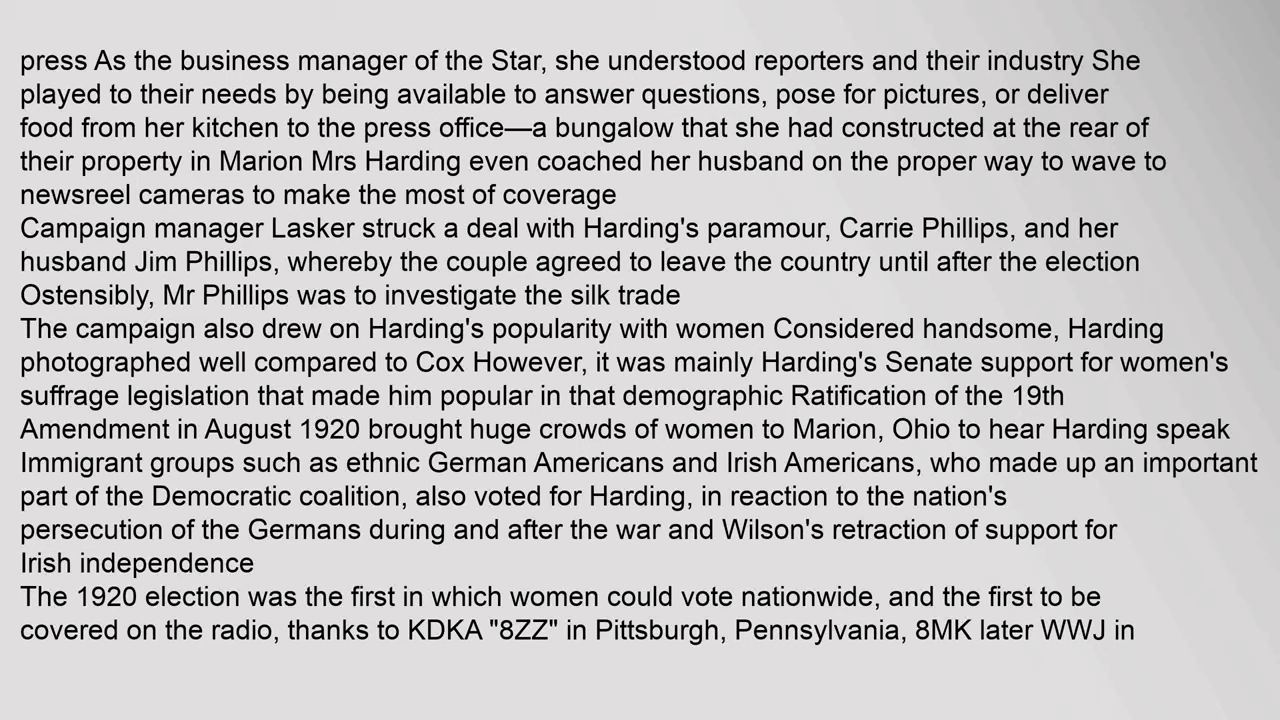 press As the business manager of the Star, she understood reporters and their industry She
played to their needs by being available to answer questions, pose for pictures, or deliver
food from her kitchen to the press office—a bungalow that she had constructed at the rear of
their property in Marion Mrs Harding even coached her husband on the proper way to wave to
newsreel cameras to make the most of coverage
Campaign manager Lasker struck a deal with Harding's paramour, Carrie Phillips, and her
husband Jim Phillips, whereby the couple agreed to leave the country until after the election
Ostensibly, Mr Phillips was to investigate the silk trade
The campaign also drew on Harding's popularity with women Considered handsome, Harding
photographed well compared to Cox However, it was mainly Harding's Senate support for women's
suffrage legislation that made him popular in that demographic Ratification of the 19th
Amendment in August 1920 brought huge crowds of women to Marion, Ohio to hear Harding speak
Immigrant groups such as ethnic German Americans and Irish Americans, who made up an important
part of the Democratic coalition, also voted for Harding, in reaction to the nation's
persecution of the Germans during and after the war and Wilson's retraction of support for
Irish independence
The 1920 election was the first in which women could vote nationwide, and the first to be
covered on the radio, thanks to KDKA "8ZZ" in Pittsburgh, Pennsylvania, 8MK later WWJ in